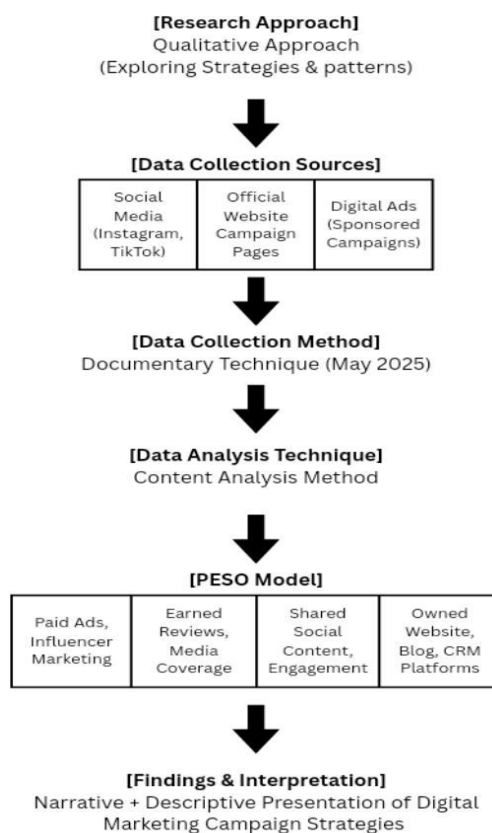 [Research Approach]
Qualitative Approach
(Exploring Strategies & patterns)
[Data Collection Sources]
Social
Media
(Instagram,
TikTok)
Official
Website
Campaign
Pages
Digital Ads
(Sponsored
Campaigns)
[Data Collection Method]
Documentary Technique (May 2025)
[Data Analysis Technique]
Content Analysis Method
[PESO Model]
Paid Ads,
Influencer
Marketing
Earned
Reviews,
Media
Coverage
Shared
Social
Content,
Engagement
Owned
Website,
Blog, CRM
Platforms
[Findings & Interpretation]
Narrative + Descriptive Presentation of Digital
Marketing Campaign Strategies